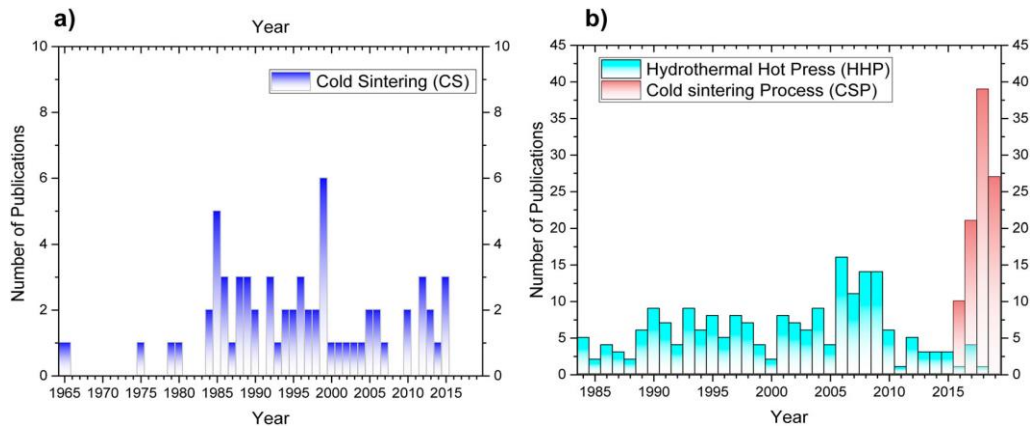 a)
Year
10
8
6
4
2
0
10
8
6
4
2
0
Cold Sintering (CS)
Number of Publications
1965 1970 1975 1980 1985 1990 1995 2000 2005 2010 2015
Year
b)
45
40
35
30
25
20
15
10
5
0
45
40
35
30
25
20
15
10
5
0
Hydrothermal Hot Press (HHP)
Cold sintering Process (CSP)
Number of Publications
1985 1990 1995 2000 2005 2010 2015
Year